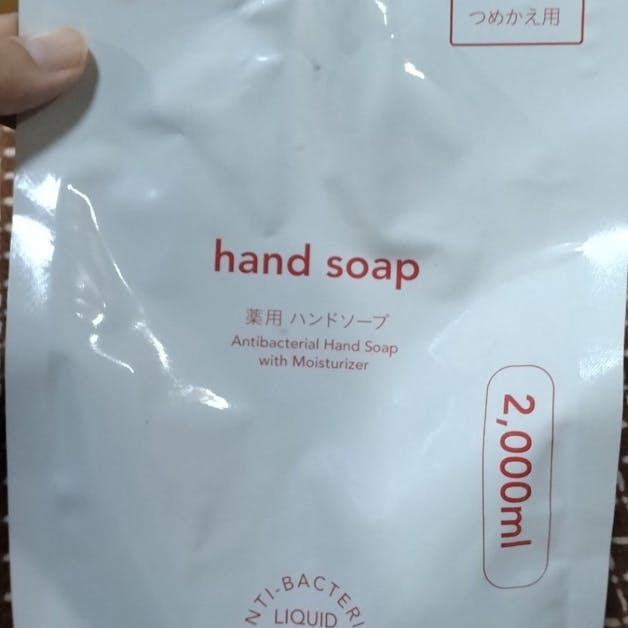 つめかえ用
hand soap
薬用 ハンドソープ
Antibacterial Hand Soap
with Moisturizer
2,000ml
LIQUID